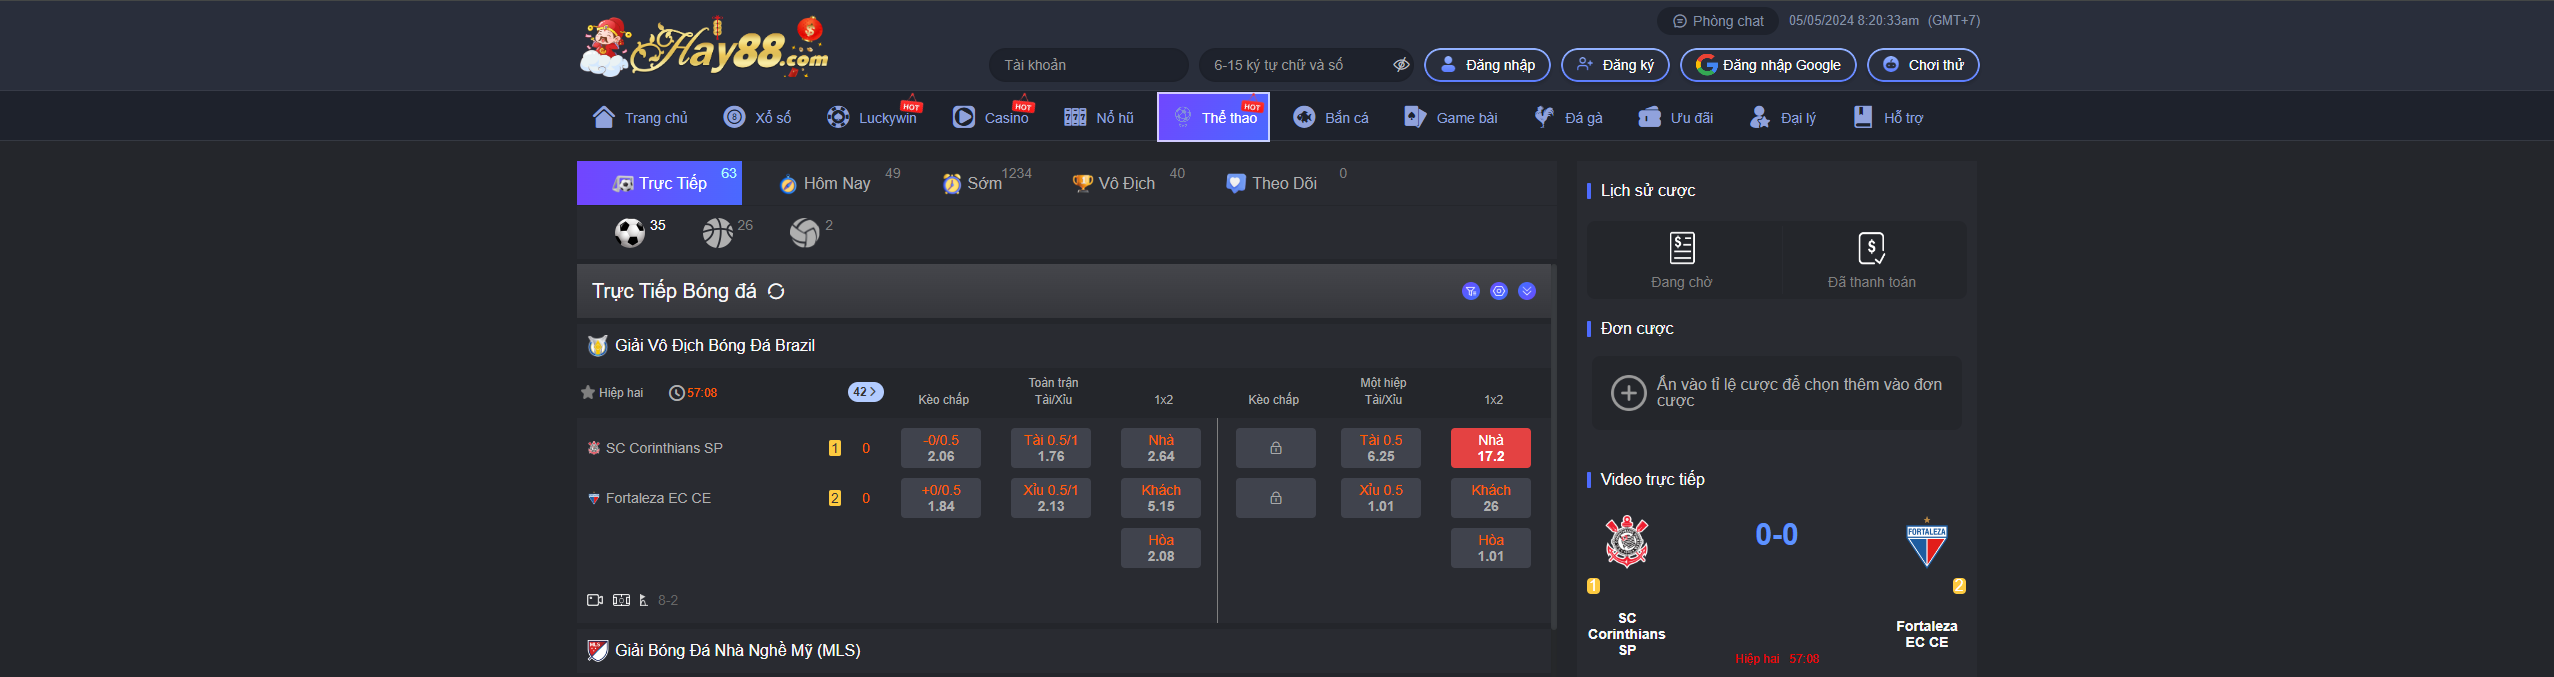 Hay88.com
Phòng chat 05/05/2024 8:20:33am (GMT+7)
Tài khoản 6-15 ký tự chữ và số Đăng nhập Đăng ký Đăng nhập Google Chơi thử
Trang chủ Xổ số Luckywin HOT Casino HOT Nổ hũ Thể thao HOT Bắn cá Game bài Đá gà Ưu đãi Đại lý Hỗ trợ
Trực Tiếp 63 Hôm Nay 49 Sớm 1234 Vô Địch 40 Theo Dõi 0
35 26 2
Trực Tiếp Bóng đá
Giải Vô Địch Bóng Đá Brazil
Toàn trận Một hiệp
Hiệp hai 57:08 42 Kèo chấp Tài/Xỉu 1x2 Kèo chấp Tài/Xỉu 1x2
SC Corinthians SP 1 0
-0/0.5 Tài 0.5/1 Nhà Tài 0.5 Nhà
2.06 1.76 2.64 6.25 17.2
Fortaleza EC CE 2 0
+0/0.5 Xỉu 0.5/1 Khách Xỉu 0.5 Khách
1.84 2.13 5.15 1.01 26
Hòa Hòa
2.08 1.01
8-2
Giải Bóng Đá Nhà Nghề Mỹ (MLS)
Lịch sử cược
Đang chờ Đã thanh toán
Đơn cược
Ấn vào tỉ lệ cược để chọn thêm vào đơn
cược
Video trực tiếp
0-0
FORTALEZA
1 2
SC
Corinthians
SP
Fortaleza
EC CE
Hiệp hai 57:08